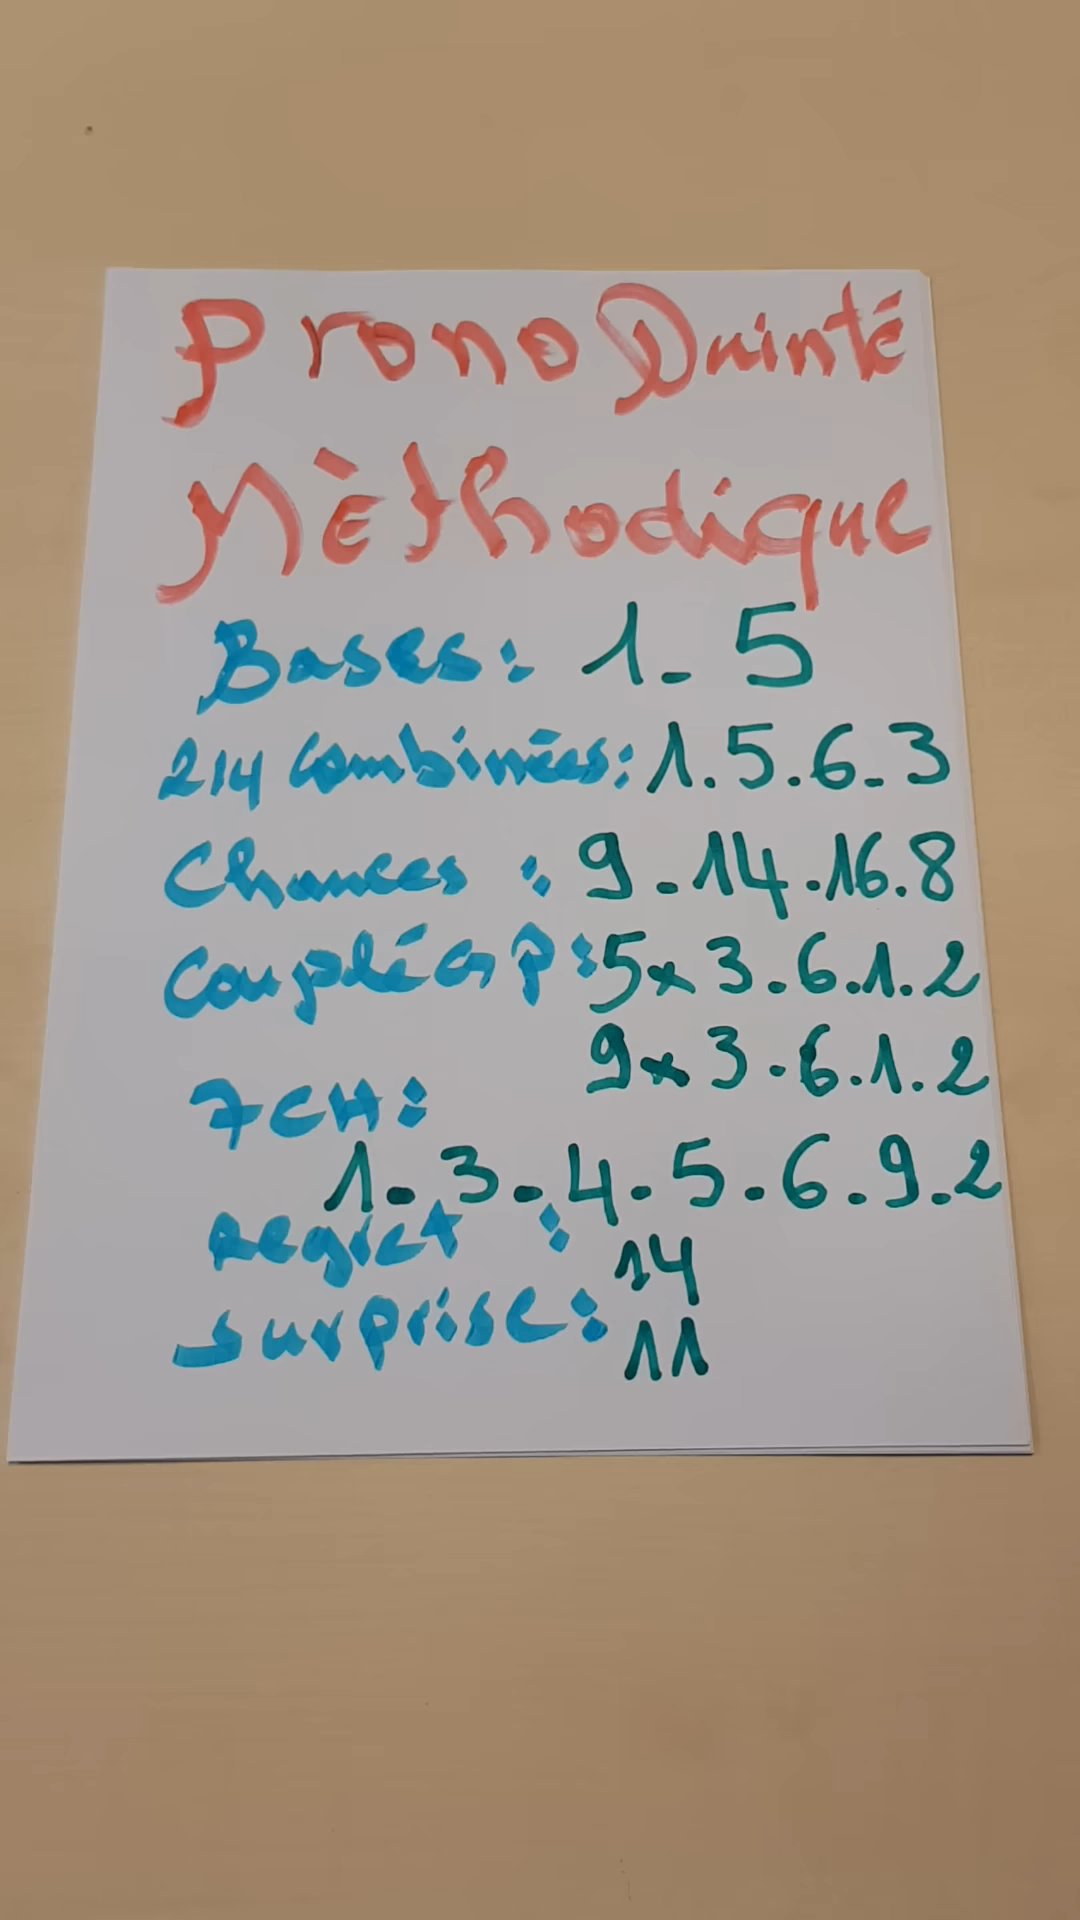 Prono Quinté
Mèthodique
Bases: 1-5
2/4 combinées: 1.5.6-3
Chances : 9-14.16.8
Couplé GP: 5x3.6.1.2
9x3.6.1.2
7CH:
1-3-4-5-6.9.2
Regret : 14
Surprise: 11